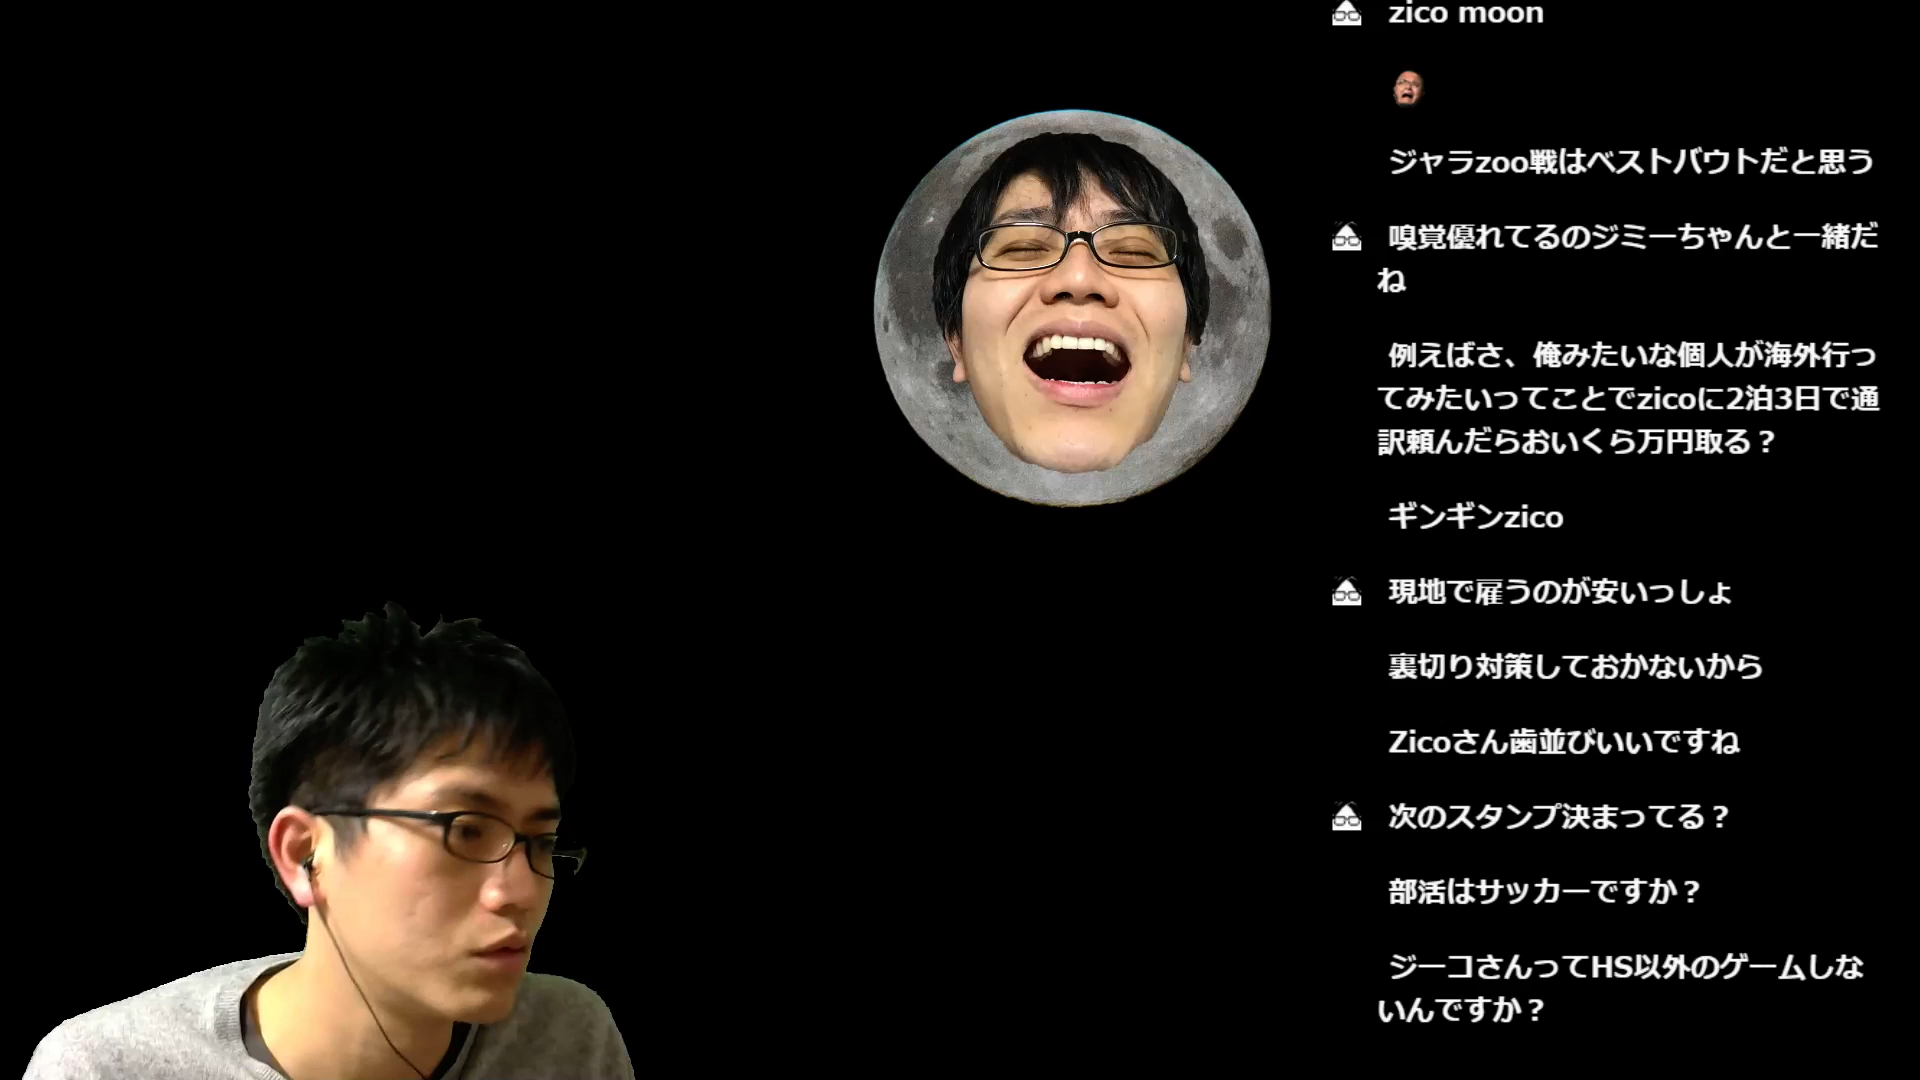 zico moon
ジャラzoo戦はベストバウトだと思う
嗅覚優れてるのジミーちゃんと一緒だ
ね
例えばさ、俺みたいな個人が海外行っ
てみたいってことでzicoに2泊3日で通
訳頼んだらおいくら万円取る？
ギンギンzico
現地で雇うのが安いっしょ
裏切り対策しておかないから
Zicoさん歯並びいいですね
次のスタンプ決まってる？
部活はサッカーですか？
ジーコさんってHS以外のゲームしな
いんですか？